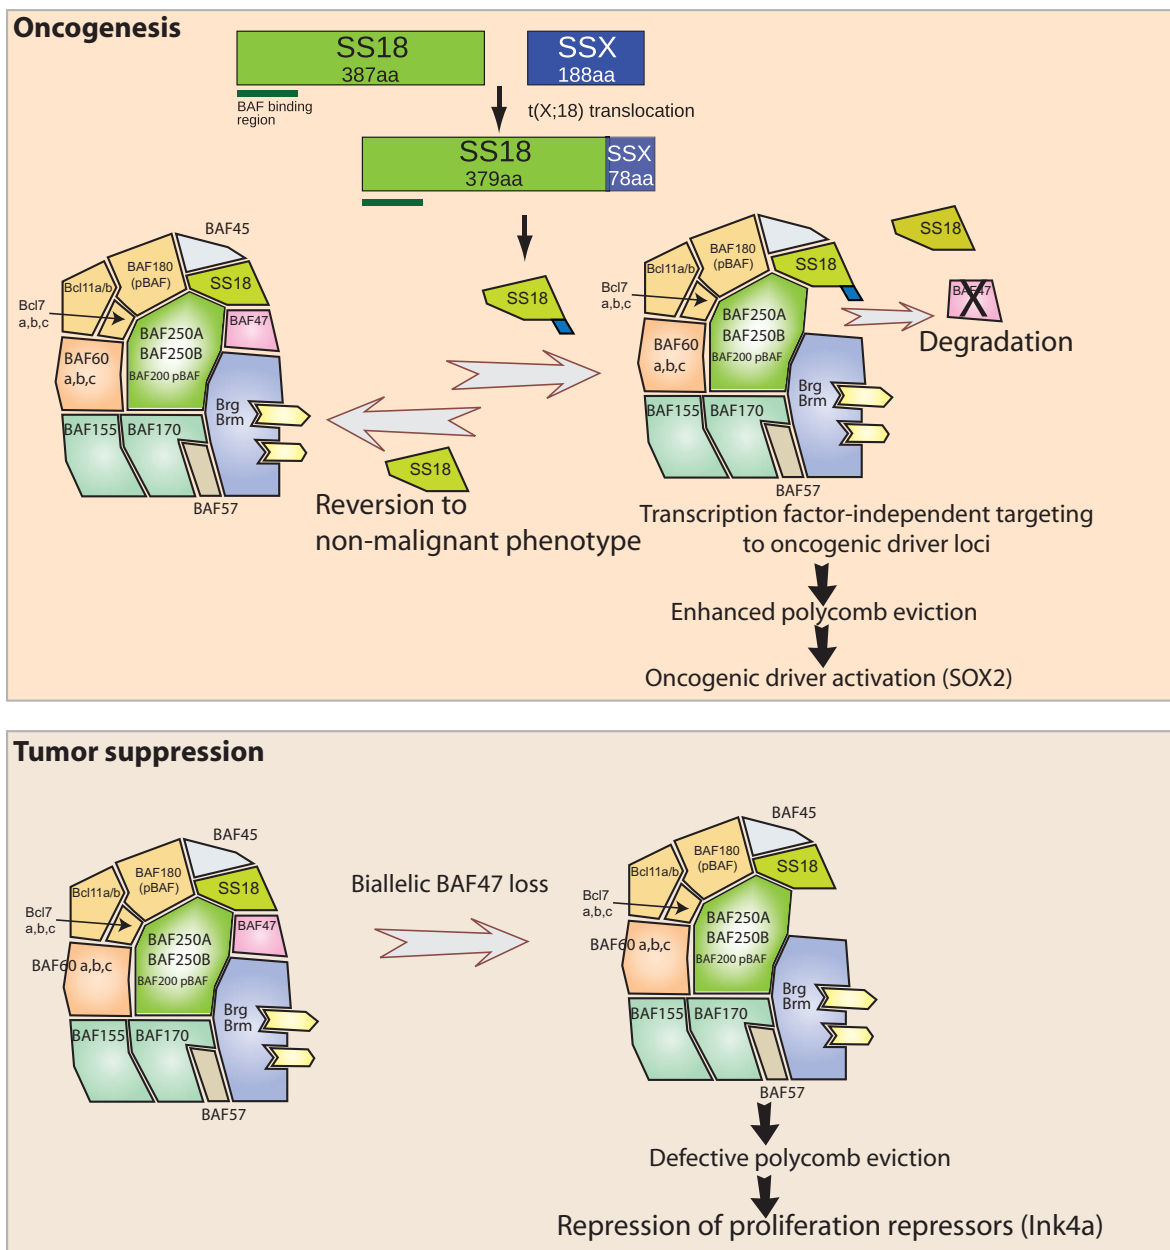 Oncogenesis
SS18
387aa
SSX
188aa
BAF binding
region
t(X;18) translocation
SS18
379aa
SSX
78aa
BAF45
BAF180
(pBAF)
Bcl11a/b
SS18
Bcl7
a,b,c
BAF47
BAF250A
BAF250B
BAF200 pBAF
BAF60
a,b,c
Brg
Brm
BAF155
BAF170
BAF57
SS18
SS18
Reversion to
non-malignant phenotype
BAF180
(pBAF)
Bcl11a/b
SS18
Bcl7
a,b,c
BAF250A
BAF250B
BAF200 pBAF
BAF60
a,b,c
Brg
Brm
BAF155
BAF170
BAF57
SS18
BAF47
X
Degradation
Transcription factor-independent targeting
to oncogenic driver loci
Enhanced polycomb eviction
Oncogenic driver activation (SOX2)
Tumor suppression
BAF45
BAF180
(pBAF)
Bcl11a/b
SS18
Bcl7
a,b,c
BAF47
BAF250A
BAF250B
BAF200 pBAF
BAF60 a,b,c
Brg
Brm
BAF155
BAF170
BAF57
Biallelic BAF47 loss
BAF45
BAF180
(pBAF)
Bcl11a/b
SS18
Bcl7
a,b,c
BAF250A
BAF250B
BAF200 pBAF
BAF60 a,b,c
Brg
Brm
BAF155
BAF170
BAF57
Defective polycomb eviction
Repression of proliferation repressors (Ink4a)